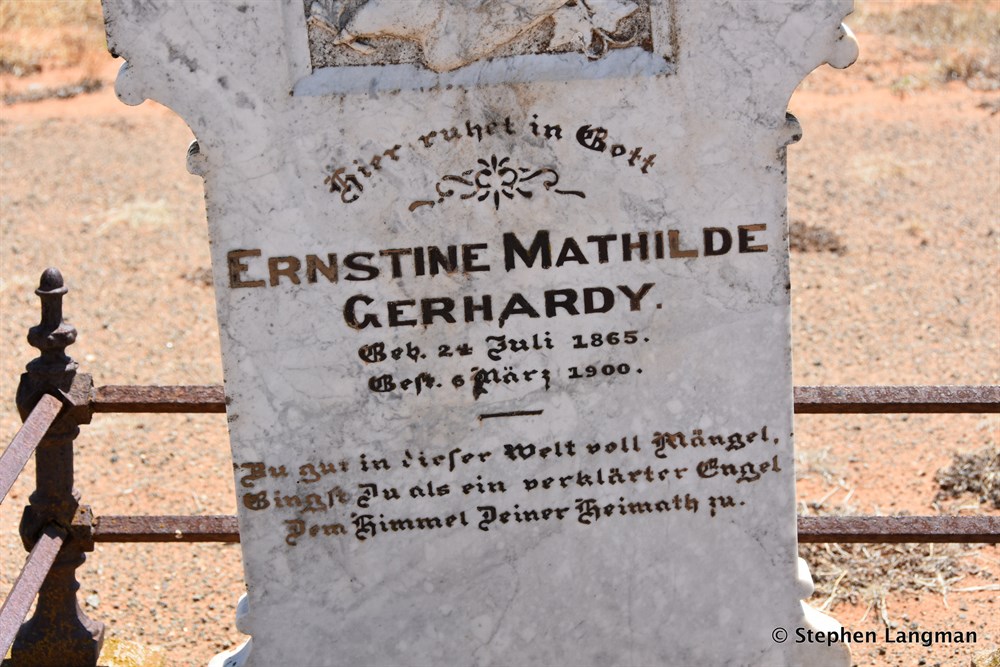 Hier ruhet in Gott
ERNSTINE MATHILDE
GERHARDY.
Geb. 24 Juli 1865.
Gest. 6 März 1900.
Zu gut in dieser Welt voll Mängel,
Gingst Du als ein verklärter Engel
Dem Himmel Deiner Heimath zu.
© Stephen Langman